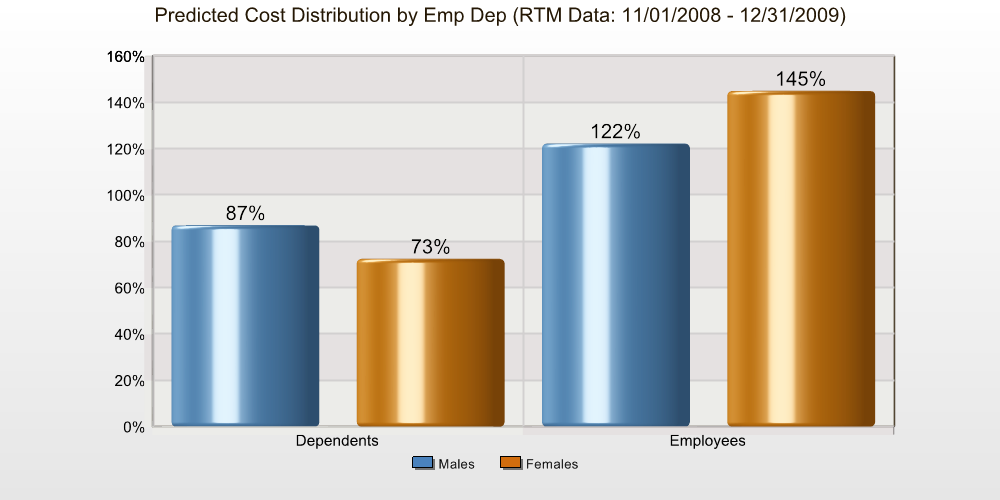 Predicted Cost Distribution by Emp Dep (RTM Data: 11/01/2008 - 12/31/2009)
160%
140%
120%
100%
80%
60%
40%
20%
0%
87%
73%
122%
145%
Dependents
Employees
Males
Females